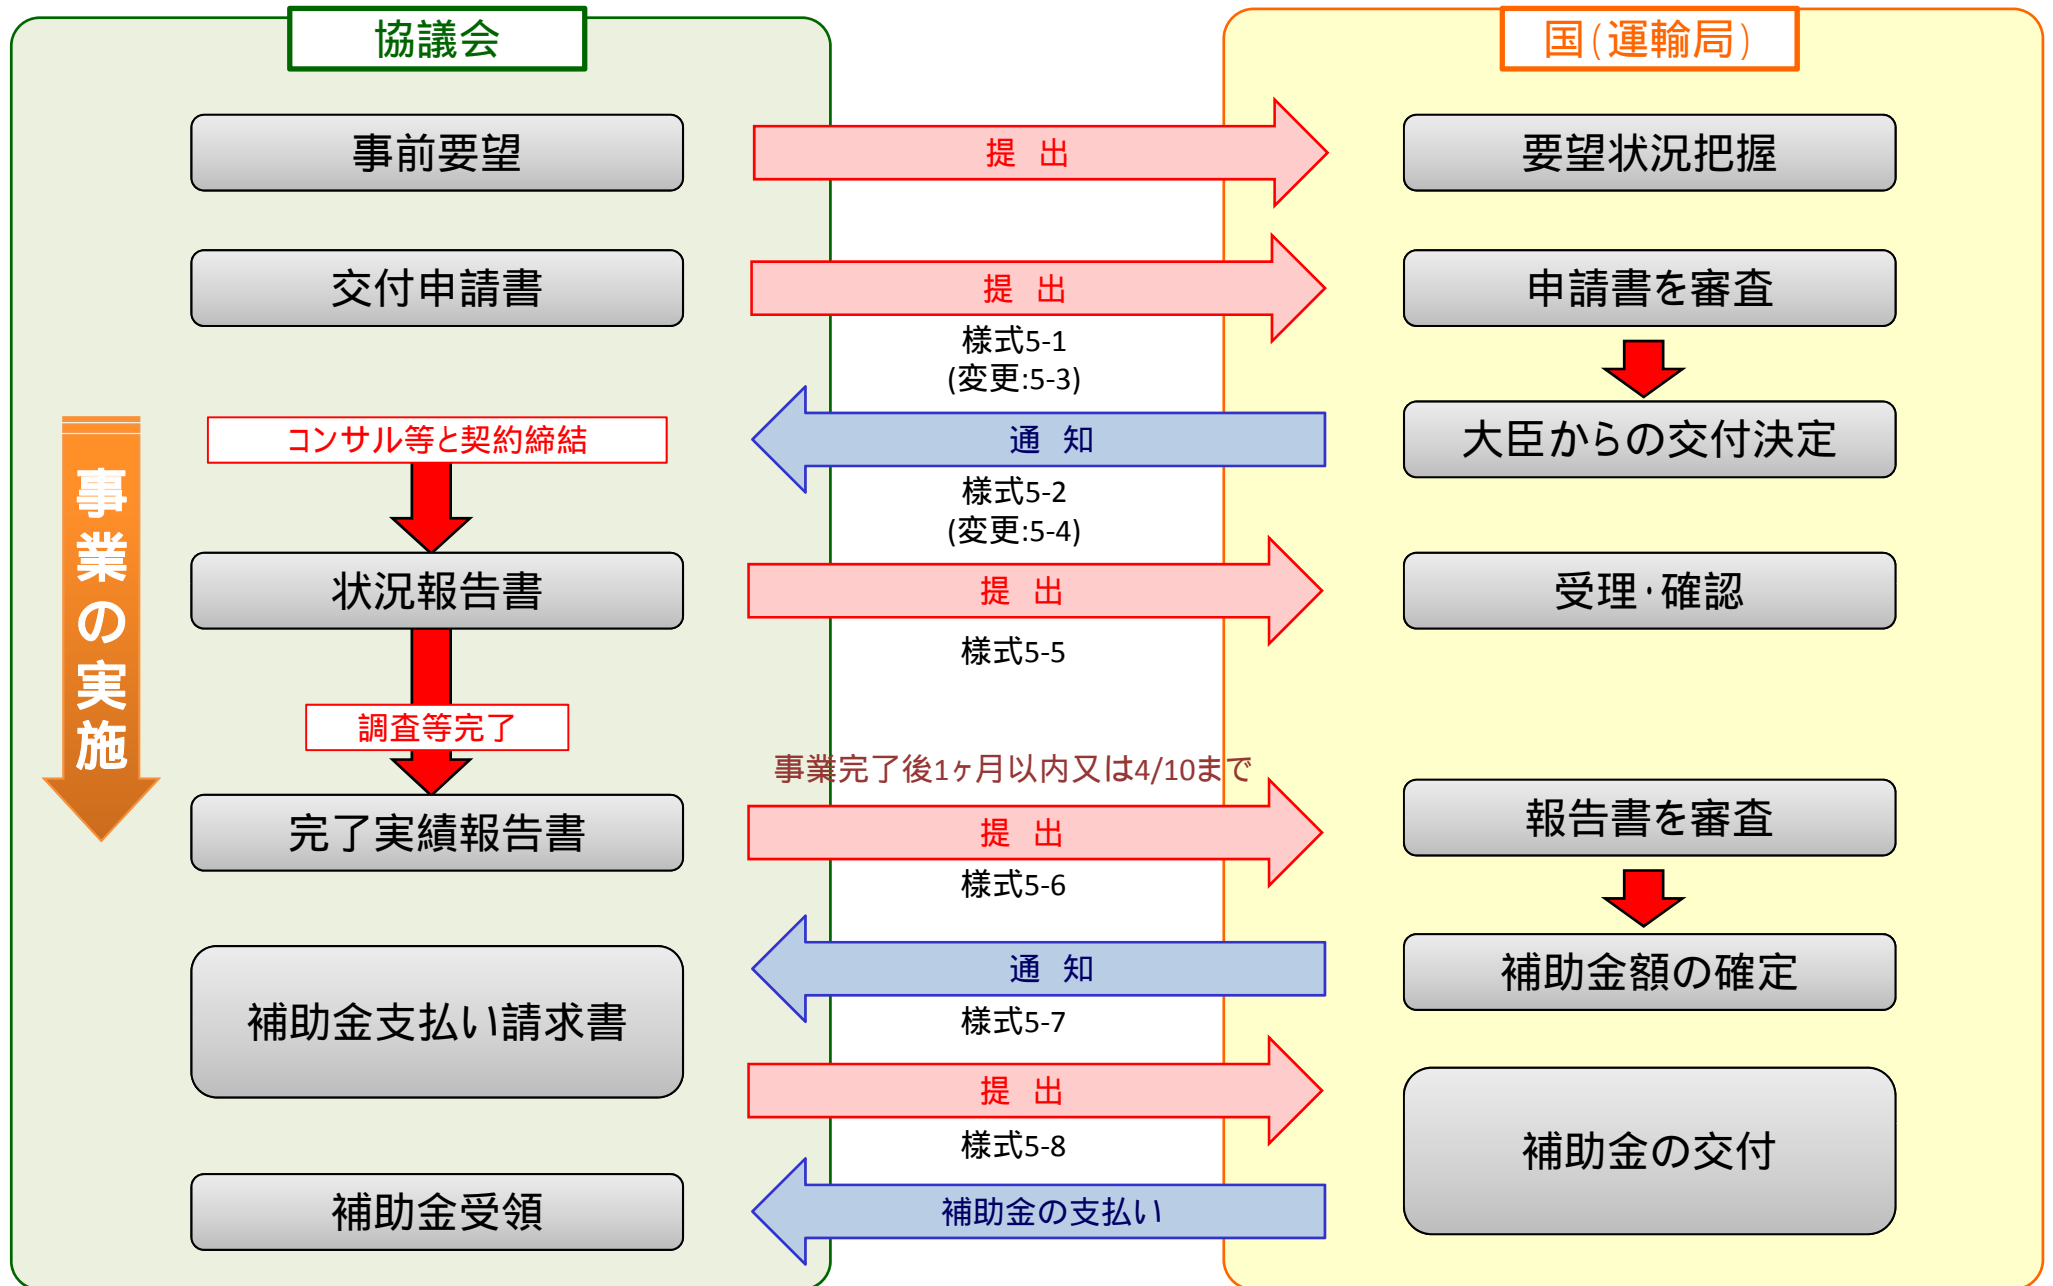 協議会
国(運輸局)
事前要望
提 出
要望状況把握
交付申請書
提 出
申請書を審査
様式5-1
(変更:5-3)
コンサル等と契約締結
通 知
大臣からの交付決定
様式5-2
(変更:5-4)
事業の実施
状況報告書
提 出
受理・確認
様式5-5
調査等完了
事業完了後1ヶ月以内又は4/10まで
完了実績報告書
提 出
報告書を審査
様式5-6
補助金支払い請求書
通 知
補助金額の確定
様式5-7
提 出
様式5-8
補助金の交付
補助金受領
補助金の支払い